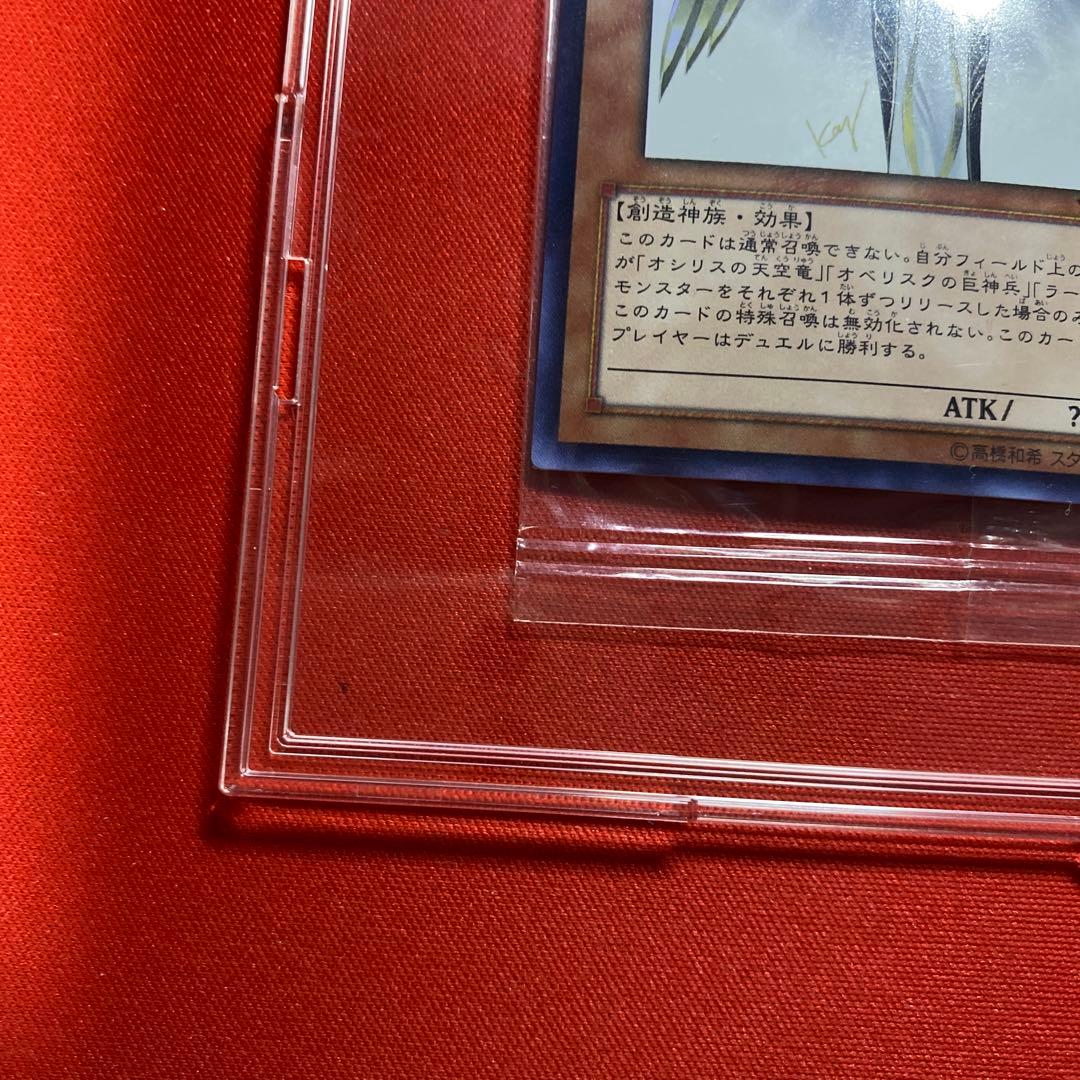 【創造神族・効果】
このカードは通常召喚できない。自分フィールド上の
が「オシリスの天空竜」「オベリスクの巨神兵」「ラー
モンスターをそれぞれ1体ずつリリースした場合の
このカードの特殊召喚は無効化されない。このカー
プレイヤーはデュエルに勝利する。
ATK/ ?
©高橋和希 スタ